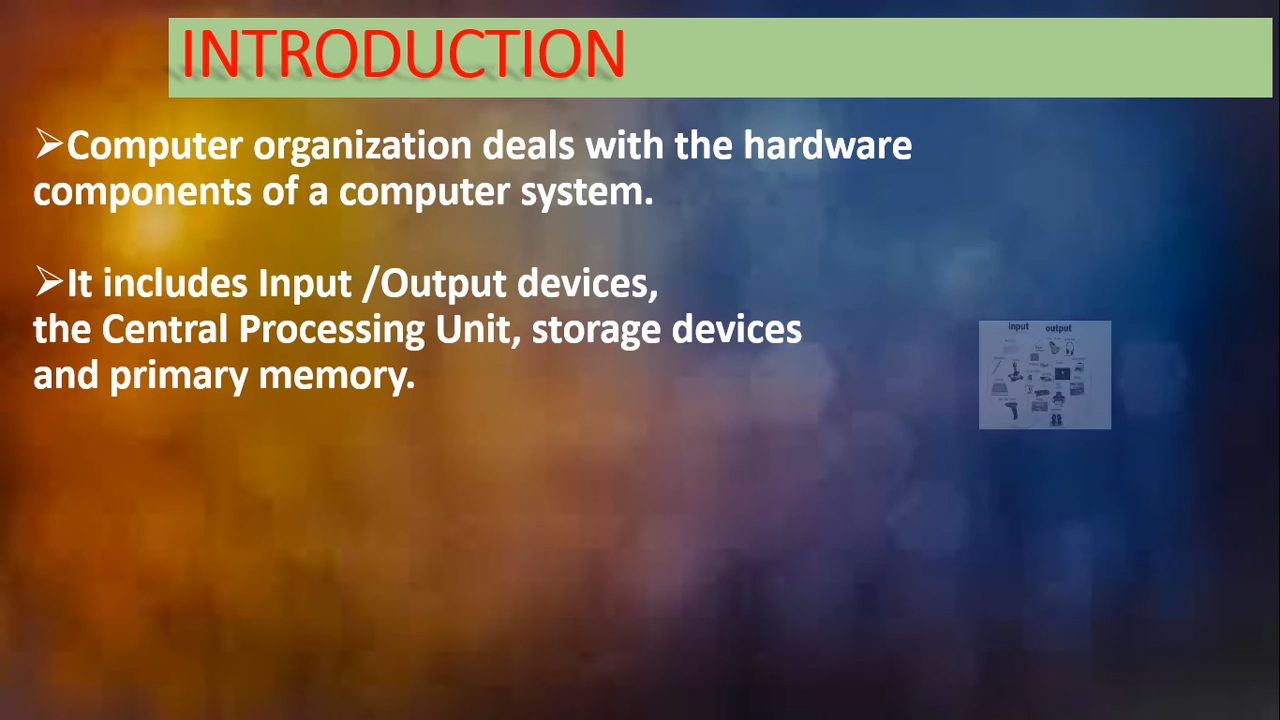 INTRODUCTION
➢Computer organization deals with the hardware
components of a computer system.
➢It includes Input /Output devices,
the Central Processing Unit, storage devices
and primary memory.
input output